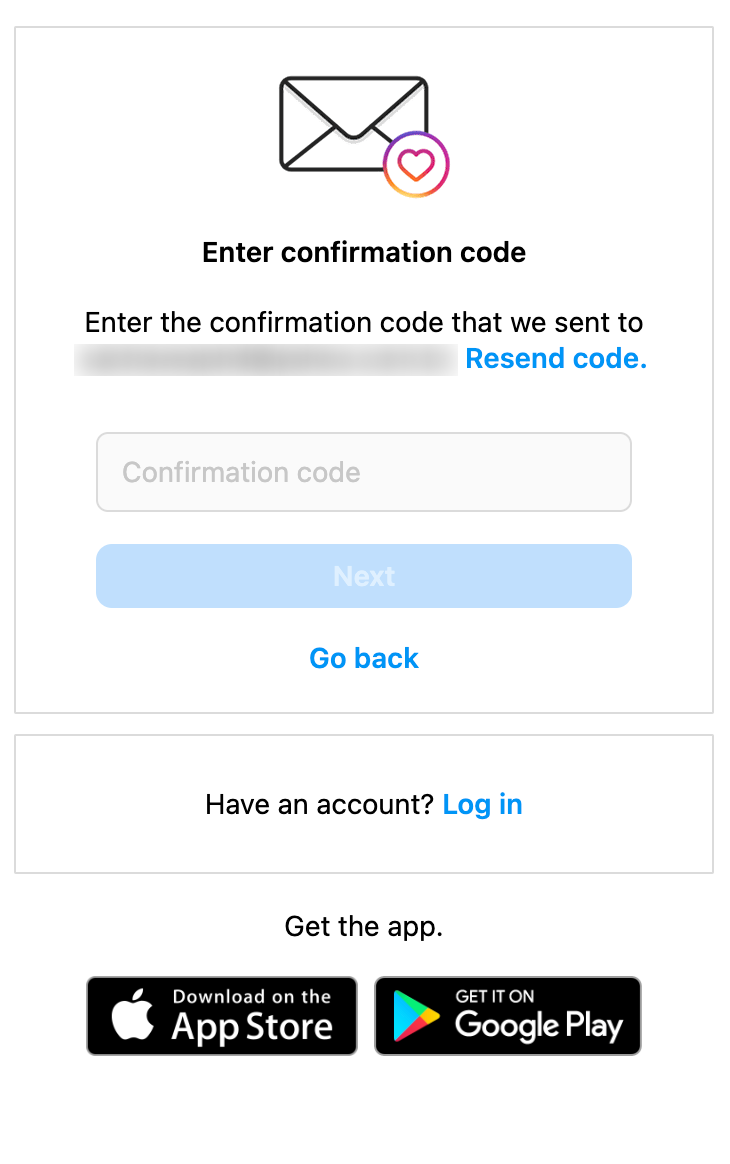 Enter confirmation code
Enter the confirmation code that we sent to
Resend code.
Confirmation code
Next
Go back
Have an account? Log in
Get the app.
Download on the
App Store
GET IT ON
Google Play